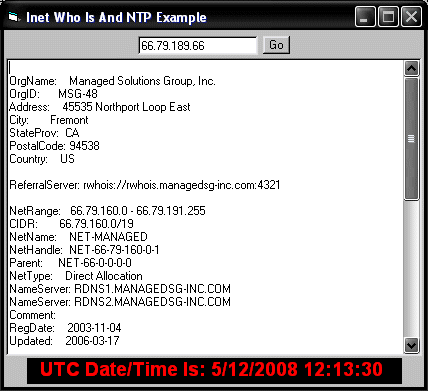 Inet Who Is And NTP Example
66.79.189.66 Go
OrgName: Managed Solutions Group, Inc.
OrgID: MSG-48
Address: 45535 Northport Loop East
City: Fremont
StateProv: CA
PostalCode: 94538
Country: US
ReferralServer: rwhois://rwhois.managedsg-inc.com:4321
NetRange: 66.79.160.0 - 66.79.191.255
CIDR: 66.79.160.0/19
NetName: NET-MANAGED
NetHandle: NET-66-79-160-0-1
Parent: NET-66-0-0-0-0
NetType: Direct Allocation
NameServer: RDNS1.MANAGEDSG-INC.COM
NameServer: RDNS2.MANAGEDSG-INC.COM
Comment:
RegDate: 2003-11-04
Updated: 2006-03-17
UTC Date/Time Is: 5/12/2008 12:13:30